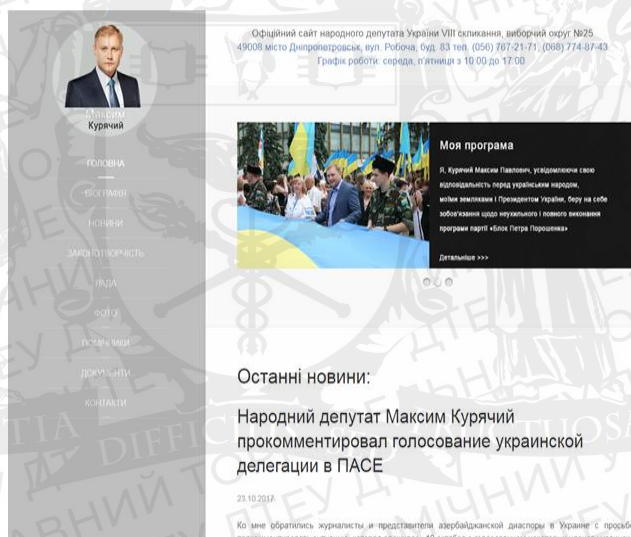 Офіційний сайт народного депутата України VIII скликання, виборчий округ №25
49008 місто Дніпропетровськ, вул. Робоча, буд. 83 тел. (056) 767-21-71; (068) 774-87-43
Графік роботи: середа, п'ятниця з 10:00 до 17:00
Максим
Курячий
ГОЛОВНА
БІОГРАФІЯ
НОВИНИ
ЗАКОНОТВОРЧІСТЬ
РАДА
ФОТО
ПОМІЧНИКИ
ДОКУМЕНТИ
КОНТАКТИ
Моя програма
Я, Курячий Максим Павлович, усвідомлюючи свою
відповідальність перед українським народом,
моїми земляками і Президентом України, беру на себе
зобов'язання щодо неухильного і повного виконання
програми партії «Блок Петра Порошенка»
Детальніше >>>
Останні новини:
Народний депутат Максим Курячий
прокомментировал голосование украинской
делегации в ПАСЕ
23.10.2017
Ко мне обратились журналисты и представители азербайджанской диаспоры в Украине с просьбо